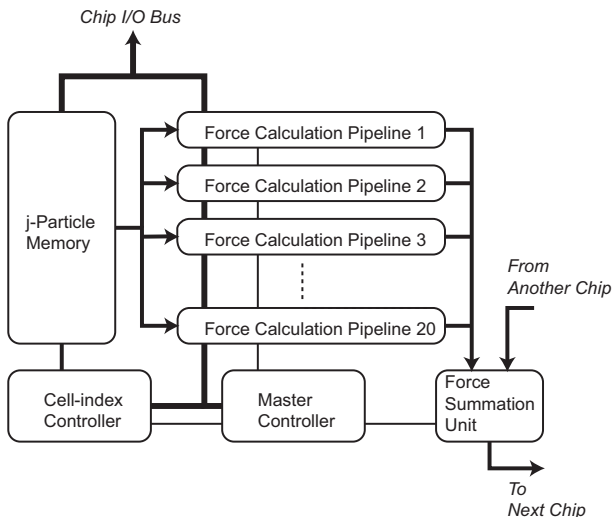 Chip I/O Bus
j-Particle
Memory
Force Calculation Pipeline 1
Force Calculation Pipeline 2
Force Calculation Pipeline 3
Force Calculation Pipeline 20
From
Another Chip
Cell-index
Controller
Master
Controller
Force
Summation
Unit
To
Next Chip